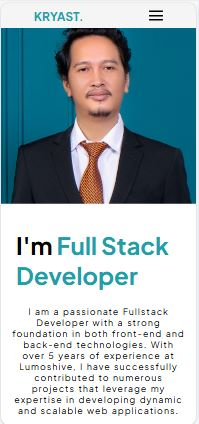 KRYAST.
I'm Full Stack
Developer
I am a passionate Fullstack
Developer with a strong
foundation in both front-end and
back-end technologies. With
over 5 years of experience at
Lumoshive, I have successfully
contributed to numerous
projects that leverage my
expertise in developing dynamic
and scalable web applications.